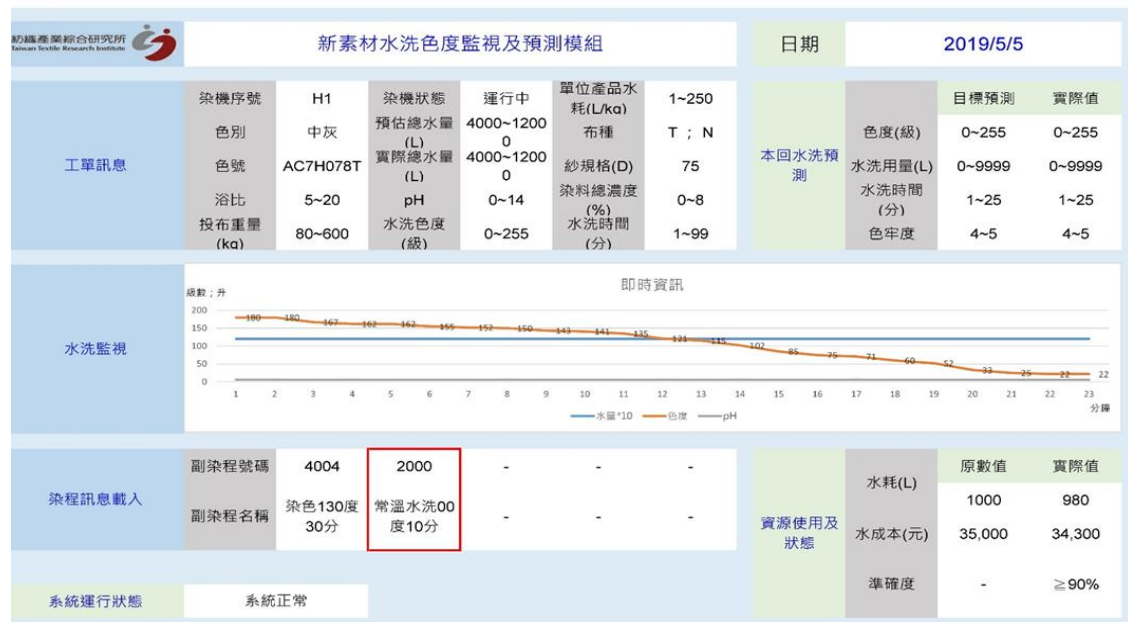 紡織產業綜合研究所
Taiwan Textile Research Institute
新素材水洗色度監視及預測模組
日期
2019/5/5
工單訊息
染機序號
H1
染機狀態
運行中
單位產品水
耗(L/kg)
1~250
色別
中灰
預估總水量
(L)
4000~1200
0
布種
T ; N
色號
AC7H078T
實際總水量
(L)
4000~1200
0
紗規格(D)
75
浴比
5~20
pH
0~14
染料總濃度
(%)
0~8
投布重量
(kg)
80~600
水洗色度
(級)
0~255
水洗時間
(分)
1~99
本回水洗預
測
目標預測
實際值
色度(級)
0~255
0~255
水洗用量(L)
0~9999
0~9999
水洗時間
(分)
1~25
1~25
色牢度
4~5
4~5
水洗監視
即時資訊
級數；升
200
150
100
50
0
180 180 167 162 162 155 152 150 143 141 135 121 115 102 85 75 71 60 52 33 25 22 22
1 2 3 4 5 6 7 8 9 10 11 12 13 14 15 16 17 18 19 20 21 22 23
分鐘
水量*10 色度 pH
染程訊息載入
副染程號碼
4004
2000
-
-
-
副染程名稱
染色130度
30分
常溫水洗00
度10分
-
-
-
資源使用及
狀態
水耗(L)
原數值
實際值
1000
980
水成本(元)
35,000
34,300
準確度
-
≧90%
系統運行狀態
系統正常